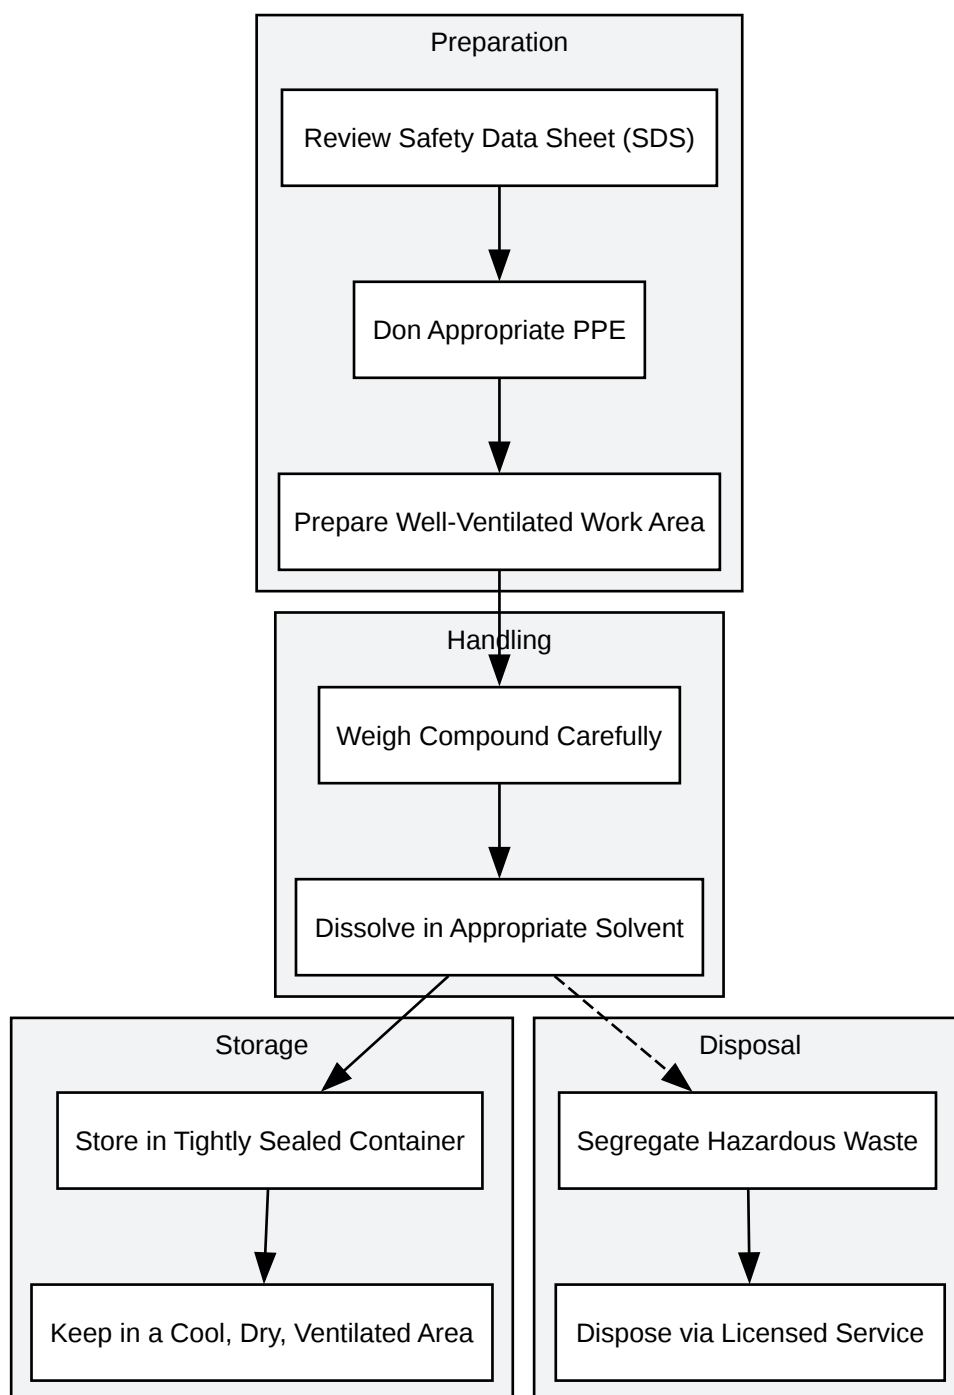 Preparation
Review Safety Data Sheet (SDS)
Don Appropriate PPE
Prepare Well-Ventilated Work Area
Handling
Weigh Compound Carefully
Dissolve in Appropriate Solvent
Storage
Store in Tightly Sealed Container
Keep in a Cool, Dry, Ventilated Area
Disposal
Segregate Hazardous Waste
Dispose via Licensed Service